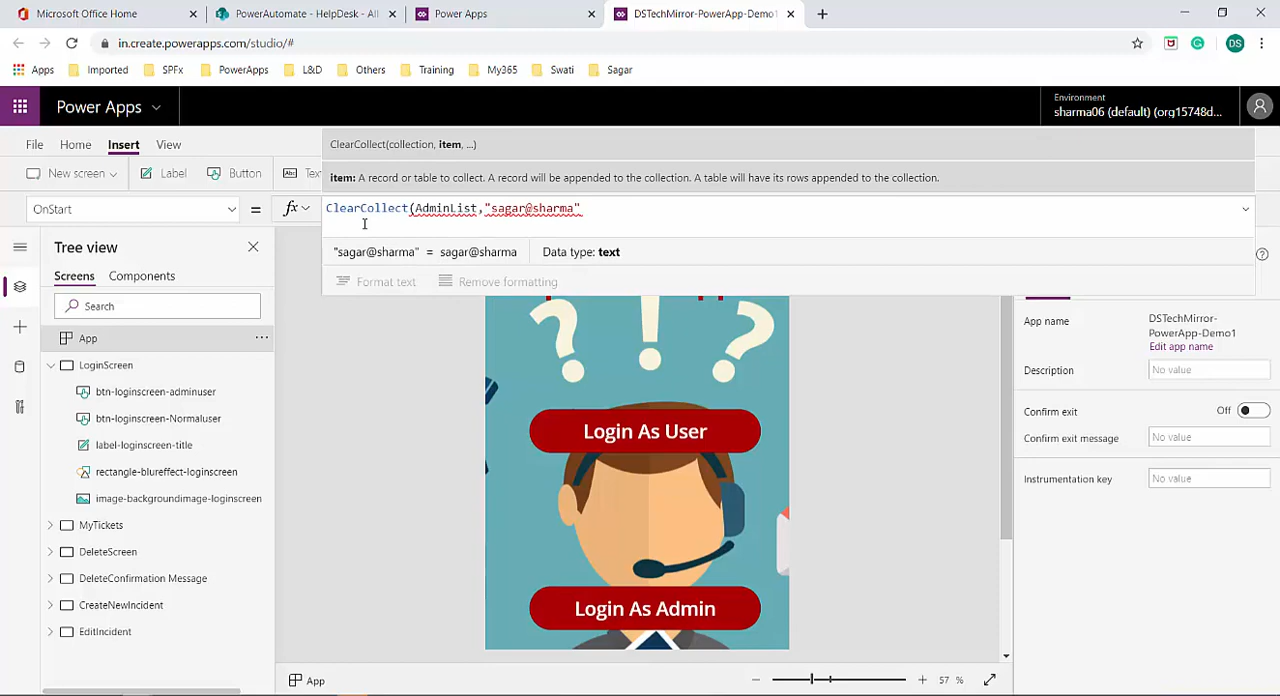 Microsoft Office Home
PowerAutomate - HelpDesk - All
Power Apps
DSTechMirror-PowerApp-Demo1
in.create.powerapps.com/studio/#
DS
Apps Imported SPFx PowerApps L&D Others Training My365 Swati Sagar
Power Apps
Environment
sharma06 (default) (org15748d...
File Home Insert View
ClearCollect(collection, item, ...)
New screen Label Button Abc
item: A record or table to collect. A record will be appended to the collection. A table will have its rows appended to the collection.
OnStart = fx ClearCollect(AdminList,"sagar@sharma"
"sagar@sharma" = sagar@sharma Data type: text
Format text Remove formatting
Tree view
Screens Components
Search
App
LoginScreen
btn-loginscreen-adminuser
btn-loginscreen-Normaluser
label-loginscreen-title
rectangle-blureffect-loginscreen
image-backgroundimage-loginscreen
MyTickets
DeleteScreen
DeleteConfirmation Message
CreateNewIncident
EditIncident
? ! ?
Login As User
Login As Admin
App name DSTechMirror-
PowerApp-Demo1
Edit app name
Description No value
Confirm exit Off
Confirm exit message No value
Instrumentation key No value
App
57 %